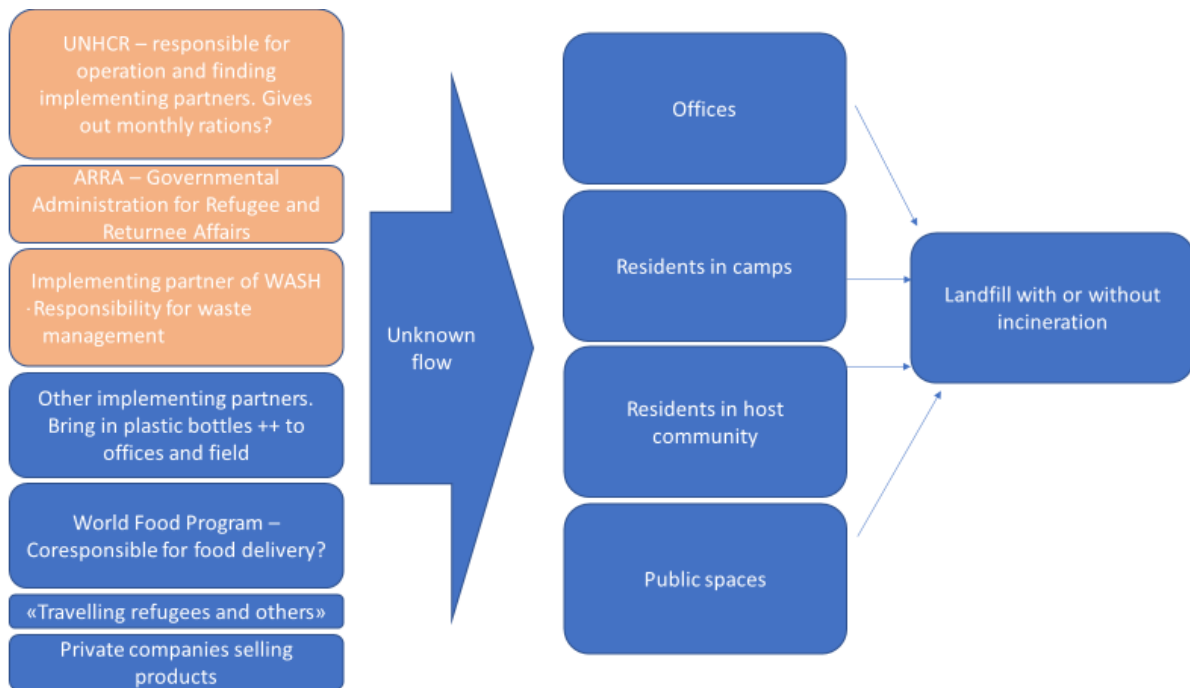 UNHCR – responsible for
operation and finding
implementing partners. Gives
out monthly rations?
ARRA – Governmental
Administration for Refugee and
Returnee Affairs
Implementing partner of WASH
· Responsibility for waste
management
Other implementing partners.
Bring in plastic bottles ++ to
offices and field
World Food Program –
Coresponsible for food delivery?
«Travelling refugees and others»
Private companies selling
products
Unknown
flow
Offices
Residents in camps
Residents in host
community
Public spaces
Landfill with or without
incineration